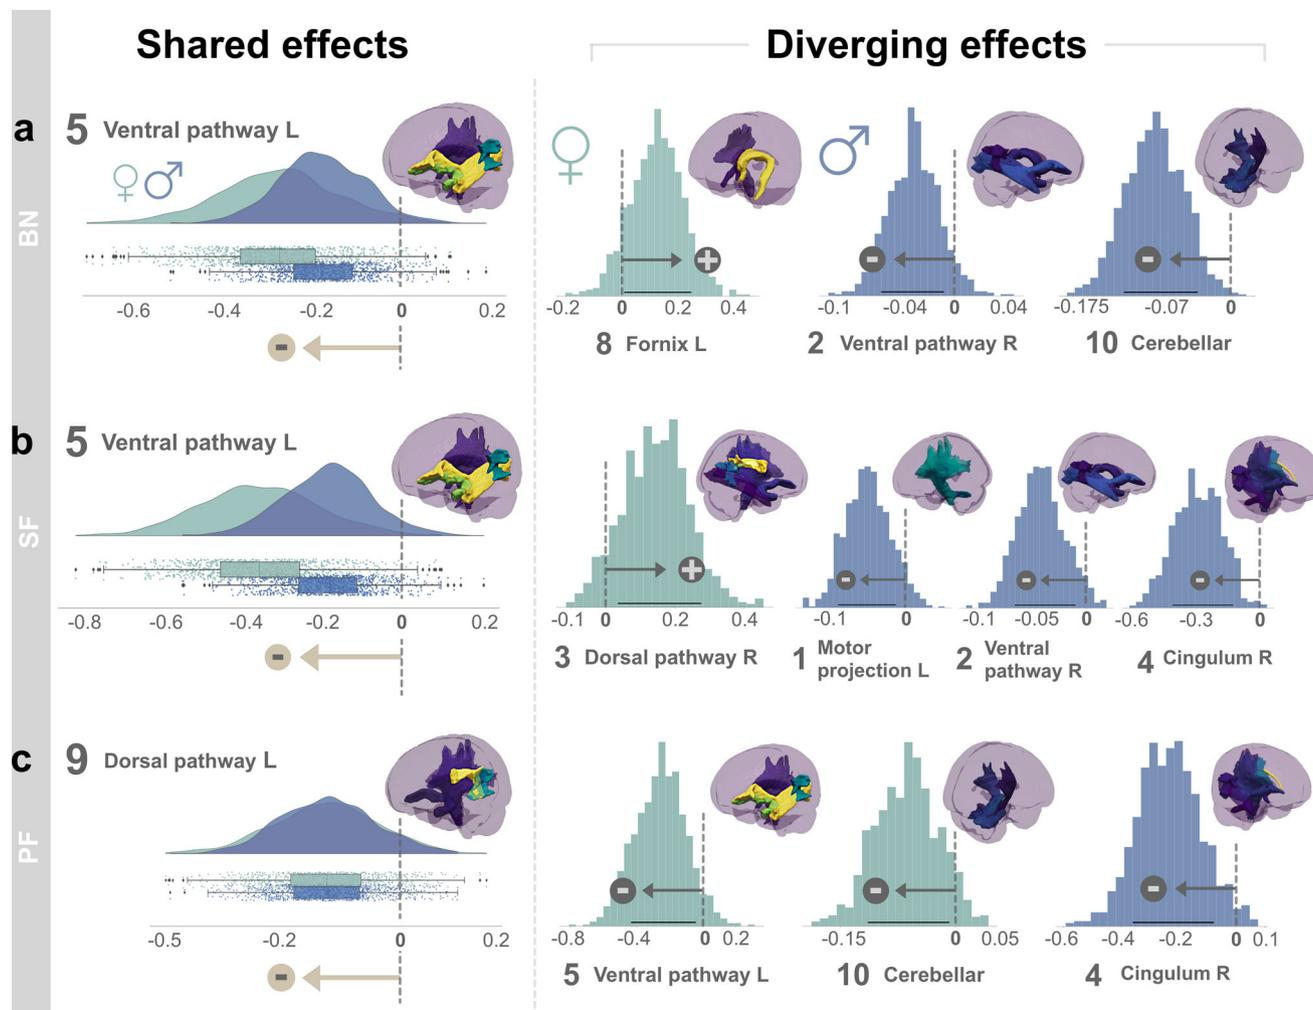 Shared effects
Diverging effects
a
BN
5 Ventral pathway L
♀ ♂
-0.6 -0.4 -0.2 0 0.2
-
♀
+
-0.2 0 0.2 0.4
8 Fornix L
♂
-
-0.1 -0.04 0 0.04
2 Ventral pathway R
-
-0.175 -0.07 0
10 Cerebellar
b
SF
5 Ventral pathway L
-0.8 -0.6 -0.4 -0.2 0 0.2
-
+
-0.1 0 0.2 0.4
3 Dorsal pathway R
-
-0.1 0
1 Motor
projection L
-
-0.1 -0.05 0
2 Ventral
pathway R
-
-0.6 -0.3 0
4 Cingulum R
c
PF
9 Dorsal pathway L
-0.5 -0.2 0 0.2
-
-
-0.8 -0.4 0 0.2
5 Ventral pathway L
-
-0.15 0 0.05
10 Cerebellar
-
-0.6 -0.4 -0.2 0 0.1
4 Cingulum R